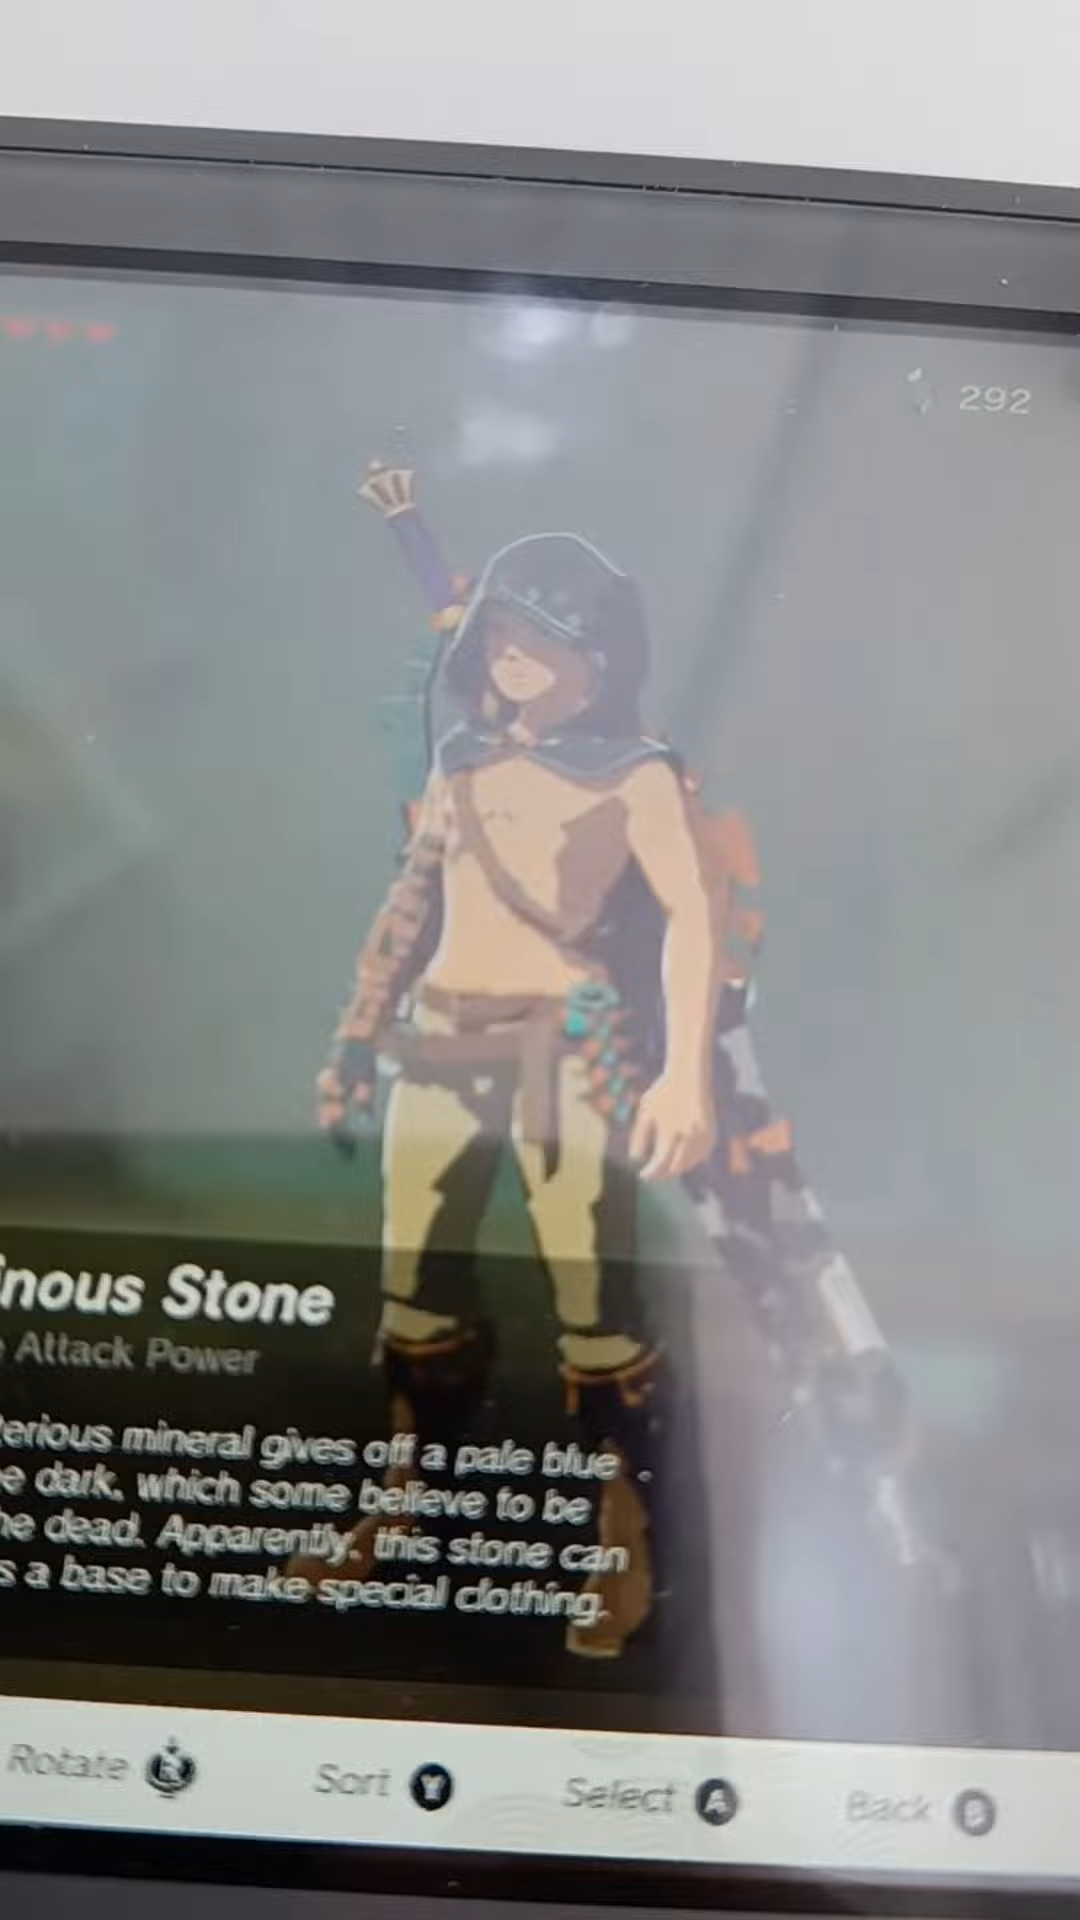 292
inous Stone
Attack Power
terious mineral gives off a pale blue
e dark, which some believe to be
he dead. Apparently, this stone can
s a base to make special clothing.
Rotate R Sort Y Select A Back B